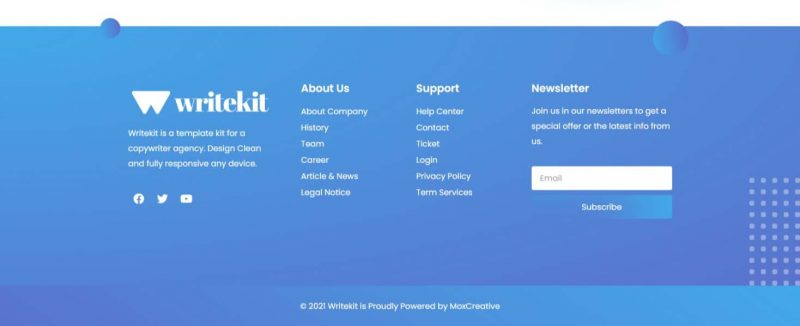 writekit
Writekit is a template kit for a
copywriter agency. Design Clean
and fully responsive any device.
About Us
About Company
History
Team
Career
Article & News
Legal Notice
Support
Help Center
Contact
Ticket
Login
Privacy Policy
Term Services
Newsletter
Join us in our newsletters to get a
special offer or the latest info from
us.
Email
Subscribe
© 2021 Writekit is Proudly Powered by MoxCreative